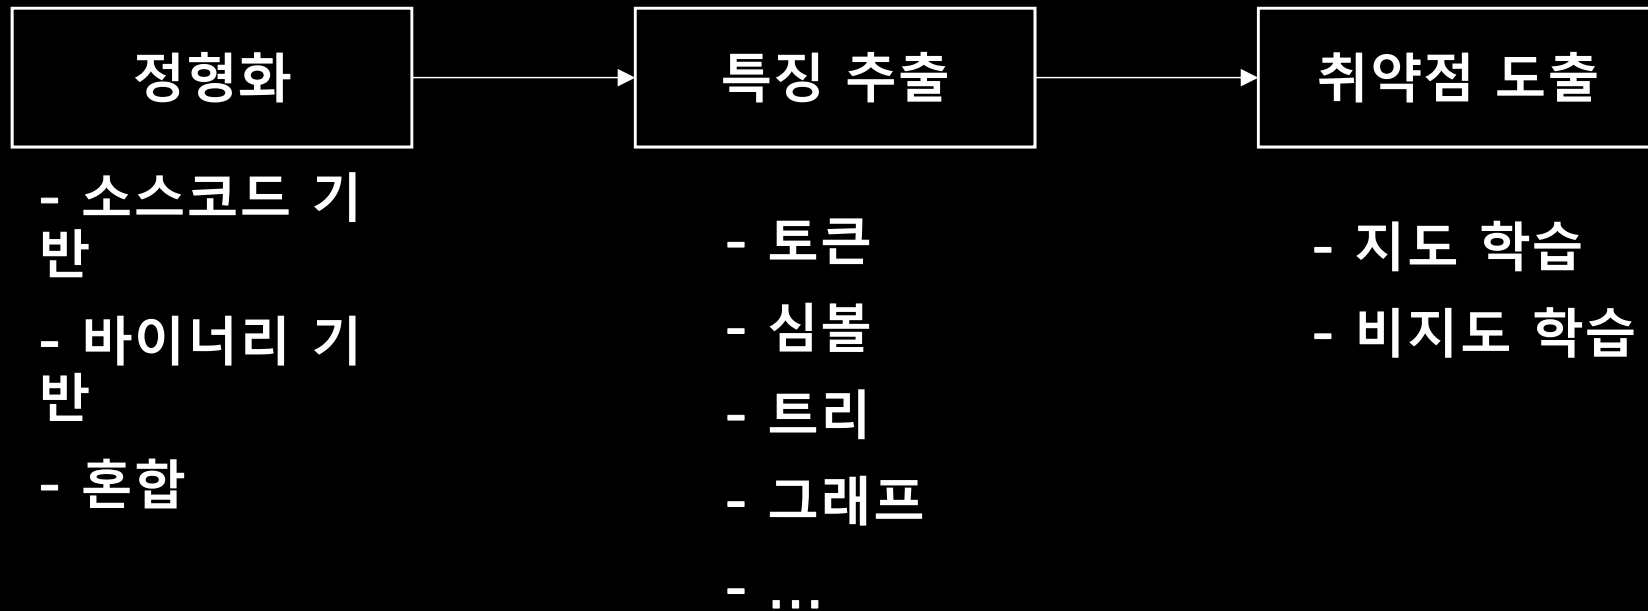 정형화
특징 추출
취약점 도출
- 소스코드 기
반
- 바이너리 기
반
- 혼합
- 토큰
- 심볼
- 트리
- 그래프
- ...
- 지도 학습
- 비지도 학습